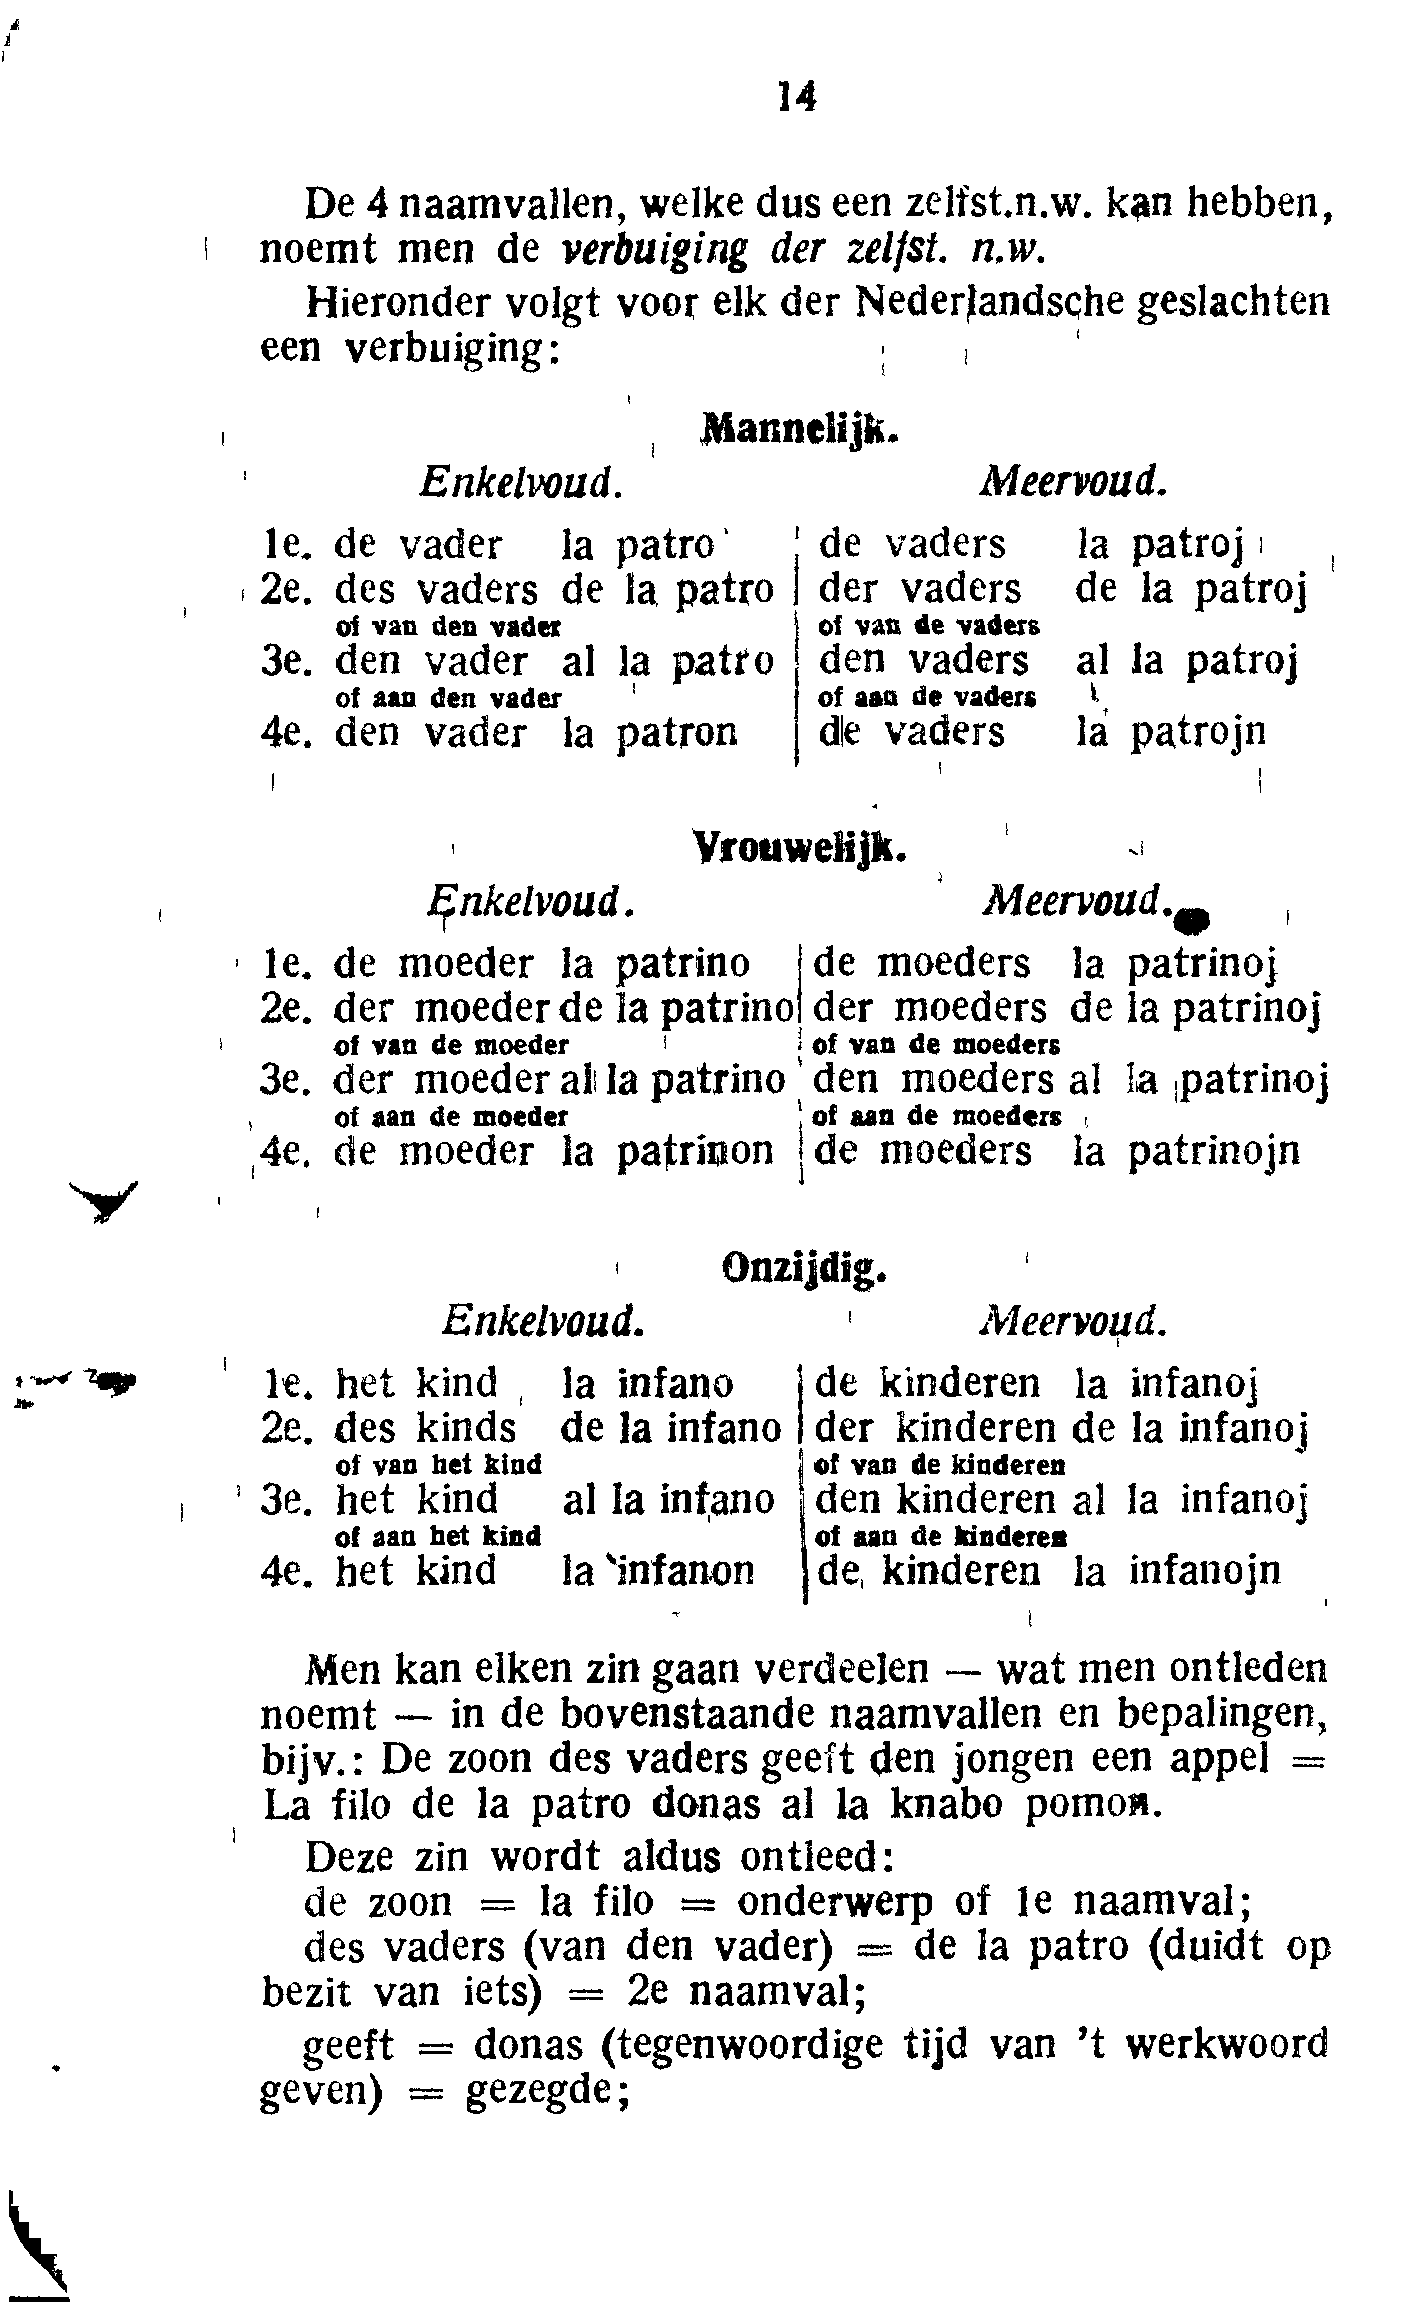 14
De 4 naamvallen, welke dus een zelfst.n.w. kan hebben,
noemt men de verbuiging der zelfst. n.w.
Hieronder volgt voor elk der Nederlandsche geslachten
een verbuiging:
Mannelijk.
Enkelvoud. Meervoud.
1e. de vader la patro de vaders la patroj
2e. des vaders de la patro der vaders de la patroj
of van den vader of van de vaders
3e. den vader al la patro den vaders al la patroj
of aan den vader of aan de vaders
4e. den vader la patron de vaders la patrojn
Vrouwelijk.
Enkelvoud. Meervoud.
1e. de moeder la patrino de moeders la patrinoj
2e. der moeder de la patrino der moeders de la patrinoj
of van de moeder of van de moeders
3e. der moeder al la patrino den moeders al la patrinoj
of aan de moeder of aan de moeders
4e. de moeder la patrinon de moeders la patrinojn
Onzijdig.
Enkelvoud. Meervoud.
1e. het kind la infano de kinderen la infanoj
2e. des kinds de la infano der kinderen de la infanoj
of van het kind of van de kinderen
3e. het kind al la infano den kinderen al la infanoj
of aan het kind of aan de kinderen
4e. het kind la infanon de kinderen la infanojn
Men kan elken zin gaan verdeelen — wat men ontleden
noemt — in de bovenstaande naamvallen en bepalingen,
bijv.: De zoon des vaders geeft den jongen een appel =
La filo de la patro donas al la knabo pomon.
Deze zin wordt aldus ontleed:
de zoon = la filo = onderwerp of 1e naamval;
des vaders (van den vader) = de la patro (duidt op
bezit van iets) = 2e naamval;
geeft = donas (tegenwoordige tijd van 't werkwoord
geven) = gezegde;